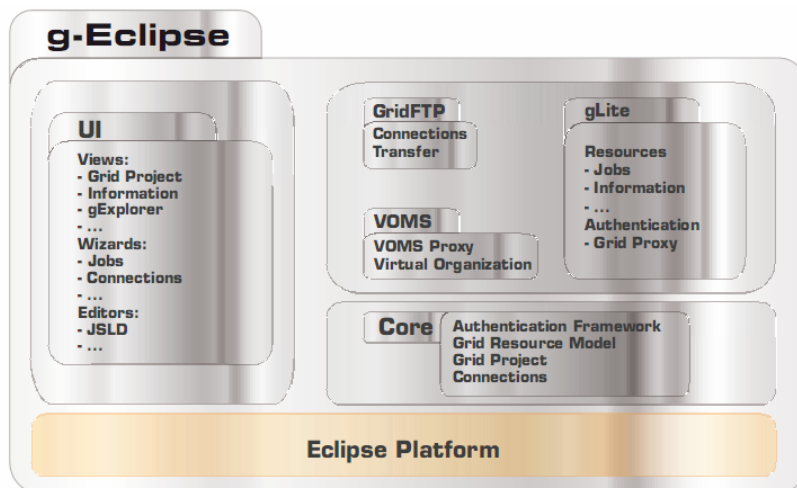 g-Eclipse
UI
Views:
- Grid Project
- Information
- gExplorer
- ...
Wizards:
- Jobs
- Connections
- ...
Editors:
- JSLD
- ...
GridFTP
Connections
Transfer
VOMS
VOMS Proxy
Virtual Organization
gLite
Resources
- Jobs
- Information
- ...
Authentication
- Grid Proxy
Core
Authentication Framework
Grid Resource Model
Grid Project
Connections
Eclipse Platform